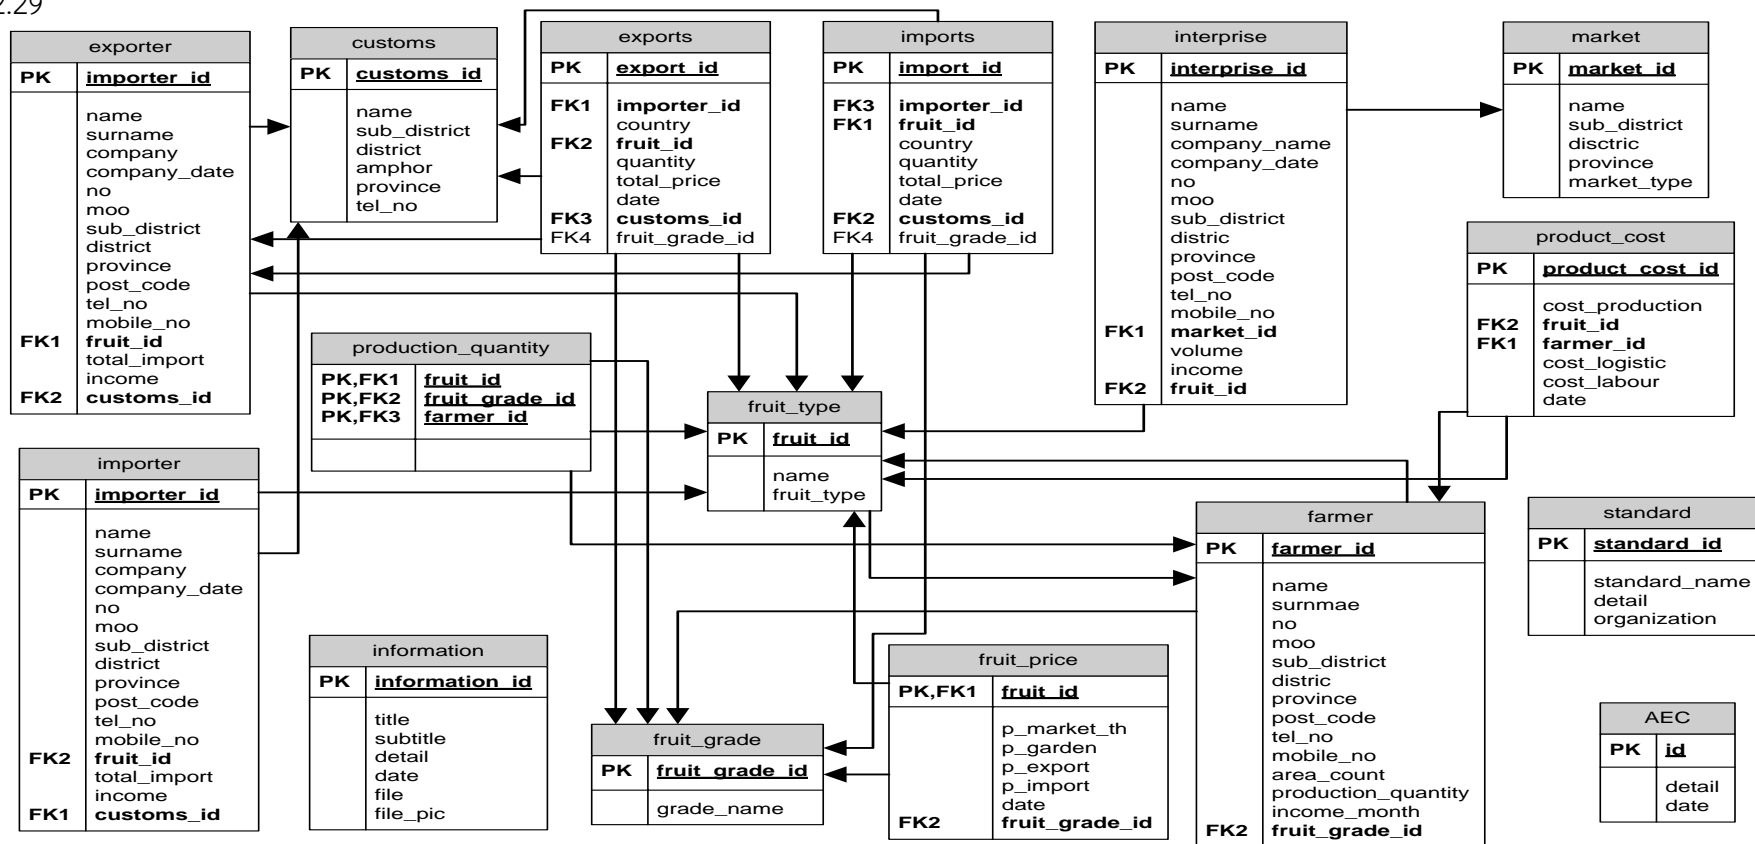 2.29
exporter
PK importer_id
name
surname
company
company_date
no
moo
sub_district
district
province
post_code
tel_no
mobile_no
FK1 fruit_id
total_import
income
FK2 customs_id
customs
PK customs_id
name
sub_district
district
amphor
province
tel_no
exports
PK export_id
FK1 importer_id
country
FK2 fruit_id
quantity
total_price
date
FK3 customs_id
FK4 fruit_grade_id
imports
PK import_id
FK3 importer_id
FK1 fruit_id
country
quantity
total_price
date
FK2 customs_id
FK4 fruit_grade_id
interprise
PK interprise_id
name
surname
company_name
company_date
no
moo
sub_district
distric
province
post_code
tel_no
mobile_no
FK1 market_id
volume
income
FK2 fruit_id
market
PK market_id
name
sub_district
disctric
province
market_type
product_cost
PK product_cost_id
cost_production
FK2 fruit_id
FK1 farmer_id
cost_logistic
cost_labour
date
production_quantity
PK,FK1 fruit_id
PK,FK2 fruit_grade_id
PK,FK3 farmer_id
fruit_type
PK fruit_id
name
fruit_type
importer
PK importer_id
name
surname
company
company_date
no
moo
sub_district
district
province
post_code
tel_no
mobile_no
FK2 fruit_id
total_import
income
FK1 customs_id
information
PK information_id
title
subtitle
detail
date
file
file_pic
fruit_grade
PK fruit_grade_id
grade_name
fruit_price
PK,FK1 fruit_id
p_market_th
p_garden
p_export
p_import
date
FK2 fruit_grade_id
farmer
PK farmer_id
name
surnmae
no
moo
sub_district
distric
province
post_code
tel_no
mobile_no
area_count
production_quantity
income_month
FK2 fruit_grade_id
standard
PK standard_id
standard_name
detail
organization
AEC
PK id
detail
date